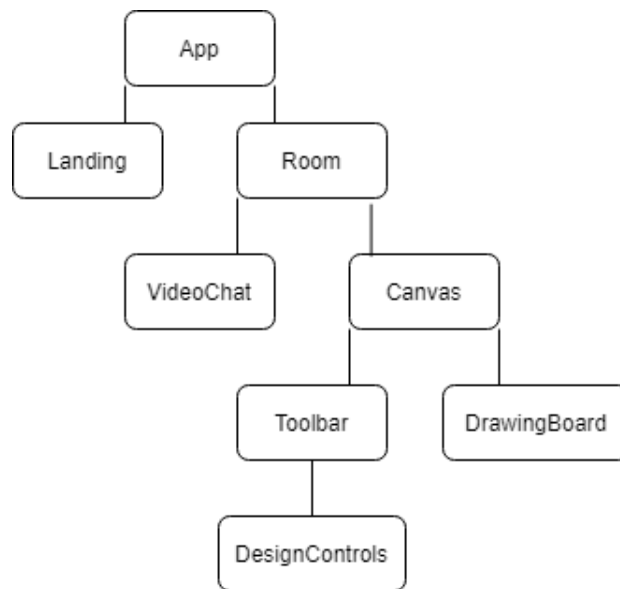 App
Landing
Room
VideoChat
Canvas
Toolbar
DrawingBoard
DesignControls